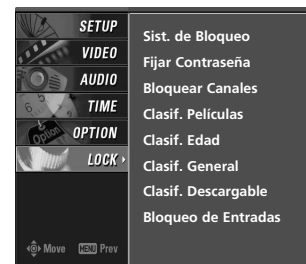 SETUP
VIDEO
AUDIO
TIME
Option
OPTION
LOCK
Move MENU Prev
Sist. de Bloqueo
Fijar Contraseña
Bloquear Canales
Clasif. Películas
Clasif. Edad
Clasif. General
Clasif. Descargable
Bloqueo de Entradas